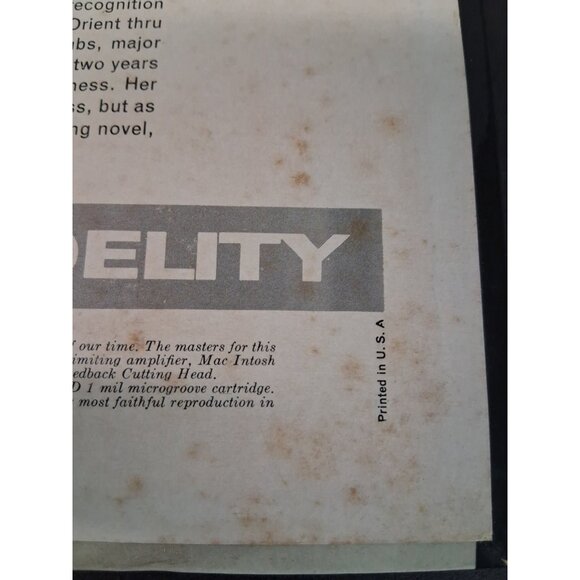 recognition
Orient thru
bs, major
two years
ness. Her
ss, but as
ng novel,
DELITY
our time. The masters for this
imiting amplifier, Mac Intosh
edback Cutting Head.
D 1 mil microgroove cartridge.
most faithful reproduction in
Printed in U. S. A